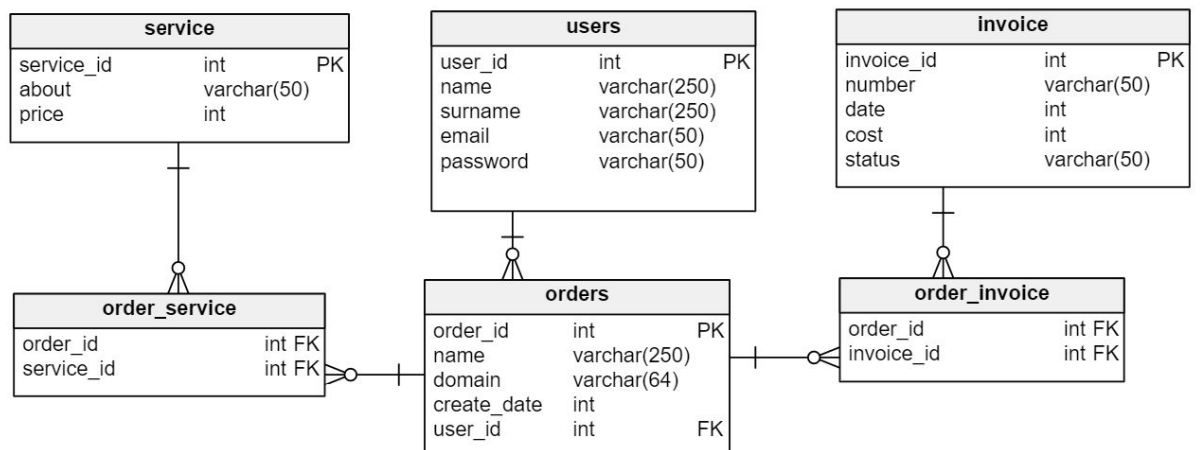 service
service_id int PK
about varchar(50)
price int
users
user_id int PK
name varchar(250)
surname varchar(250)
email varchar(50)
password varchar(50)
invoice
invoice_id int PK
number varchar(50)
date int
cost int
status varchar(50)
order_service
order_id int FK
service_id int FK
orders
order_id int PK
name varchar(250)
domain varchar(64)
create_date int
user_id int FK
order_invoice
order_id int FK
invoice_id int FK